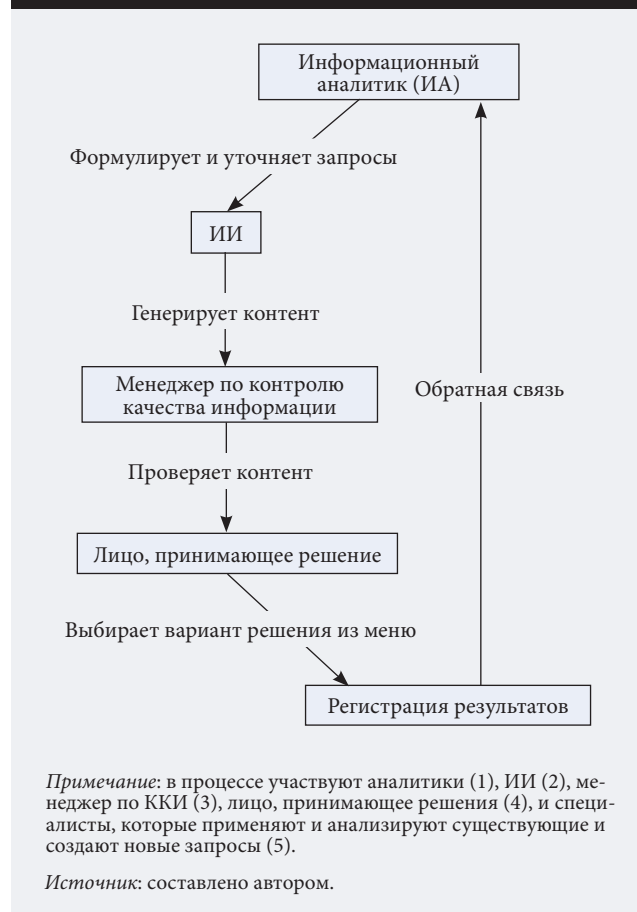 Информационный
аналитик (ИА)
Формулирует и уточняет запросы
ИИ
Генерирует контент
Менеджер по контролю
качества информации
Обратная связь
Проверяет контент
Лицо, принимающее решение
Выбирает вариант решения из меню
Регистрация результатов
Примечание: в процессе участвуют аналитики (1), ИИ (2), ме-
неджер по ККИ (3), лицо, принимающее решения (4), и специ-
алисты, которые применяют и анализируют существующие и
создают новые запросы (5).
Источник: составлено автором.